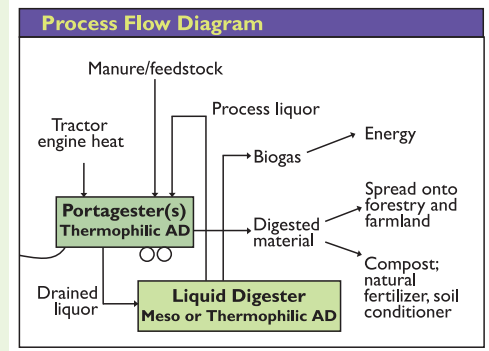 Process Flow Diagram
Manure/feedstock
Process liquor
Tractor
engine heat
Energy
Biogas
Portagester(s)
Thermophilic AD
Digested
material
Spread onto
forestry and
farmland
Compost;
natural
fertilizer, soil
conditioner
Drained
liquor
Liquid Digester
Meso or Thermophilic AD